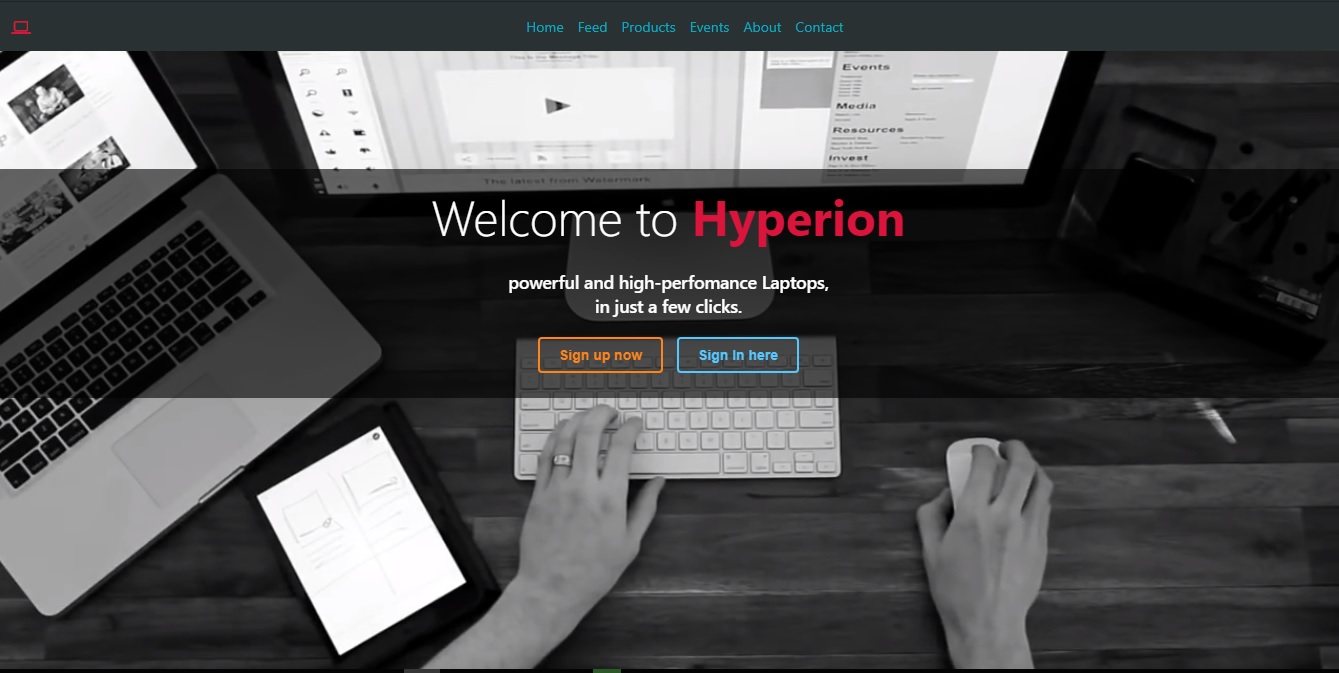 Home Feed Products Events About Contact
Events
Media
Resources
Invest
The latest from Watermark
Welcome to Hyperion
powerful and high-perfomance Laptops,
in just a few clicks.
Sign up now Sign In here